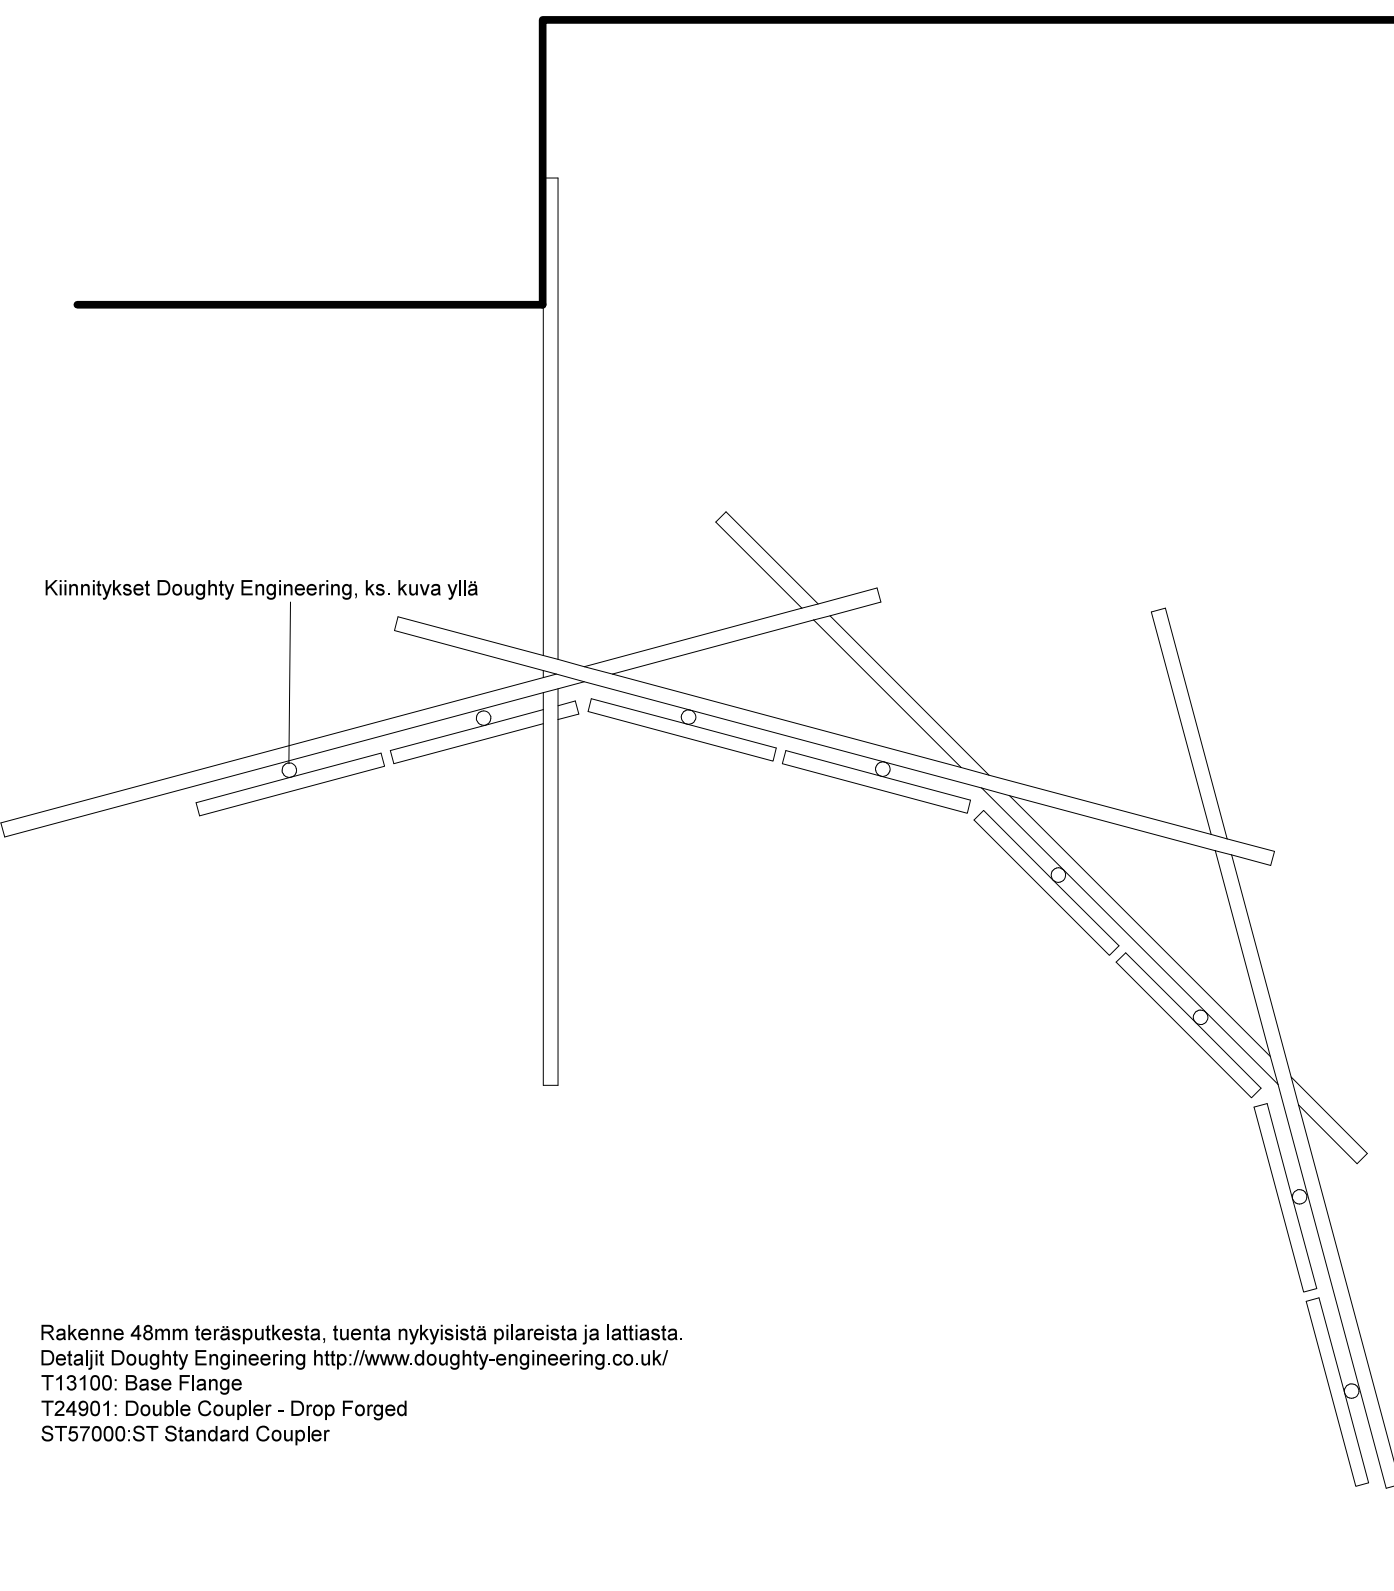 Kiinnitykset Doughty Engineering, ks. kuva yllä
Rakenne 48mm teräsputkesta, tuenta nykyisistä pilareista ja lattiasta.
Detaljit Doughty Engineering http://www.doughty-engineering.co.uk/
T13100: Base Flange
T24901: Double Coupler - Drop Forged
ST57000:ST Standard Coupler